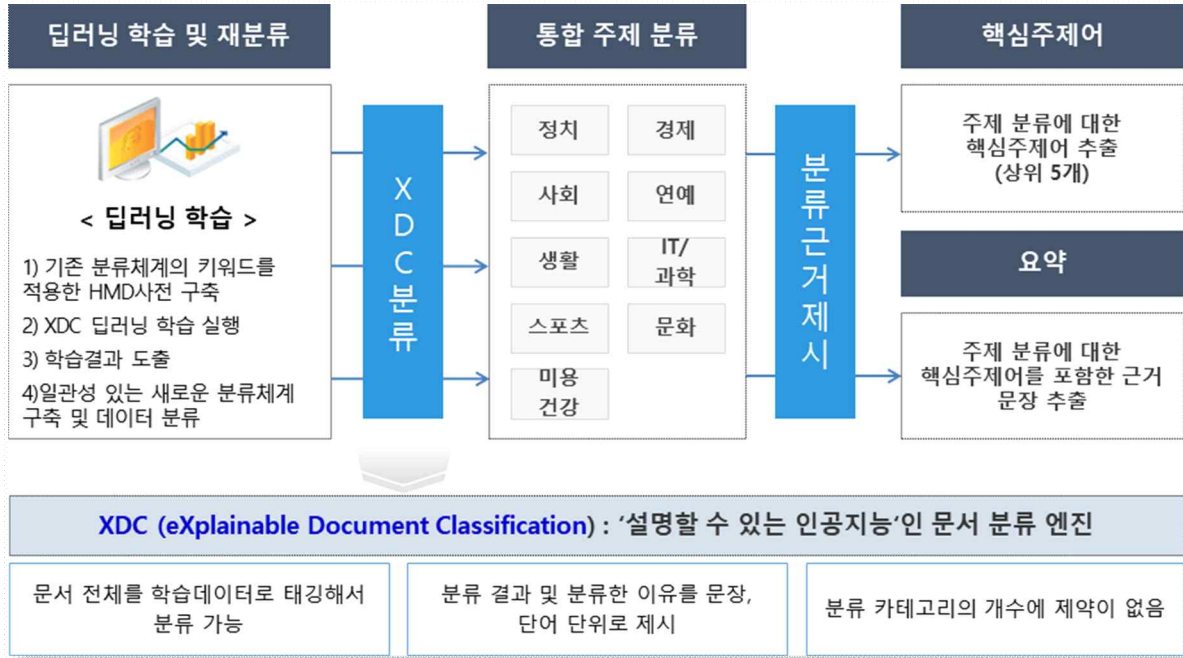 딥러닝 학습 및 재분류
통합 주제 분류
핵심주제어
< 딥러닝 학습 >
1) 기존 분류체계의 키워드를
적용한 HMD사전 구축
2) XDC 딥러닝 학습 실행
3) 학습결과 도출
4)일관성 있는 새로운 분류체계
구축 및 데이터 분류
XDC분류
정치
경제
사회
연예
생활
IT/
과학
스포츠
문화
미용
건강
분류근거제시
주제 분류에 대한
핵심주제어 추출
(상위 5개)
요약
주제 분류에 대한
핵심주제어를 포함한 근거
문장 추출
XDC (eXplainable Document Classification) : '설명할 수 있는 인공지능'인 문서 분류 엔진
문서 전체를 학습데이터로 태깅해서
분류 가능
분류 결과 및 분류한 이유를 문장,
단어 단위로 제시
분류 카테고리의 개수에 제약이 없음